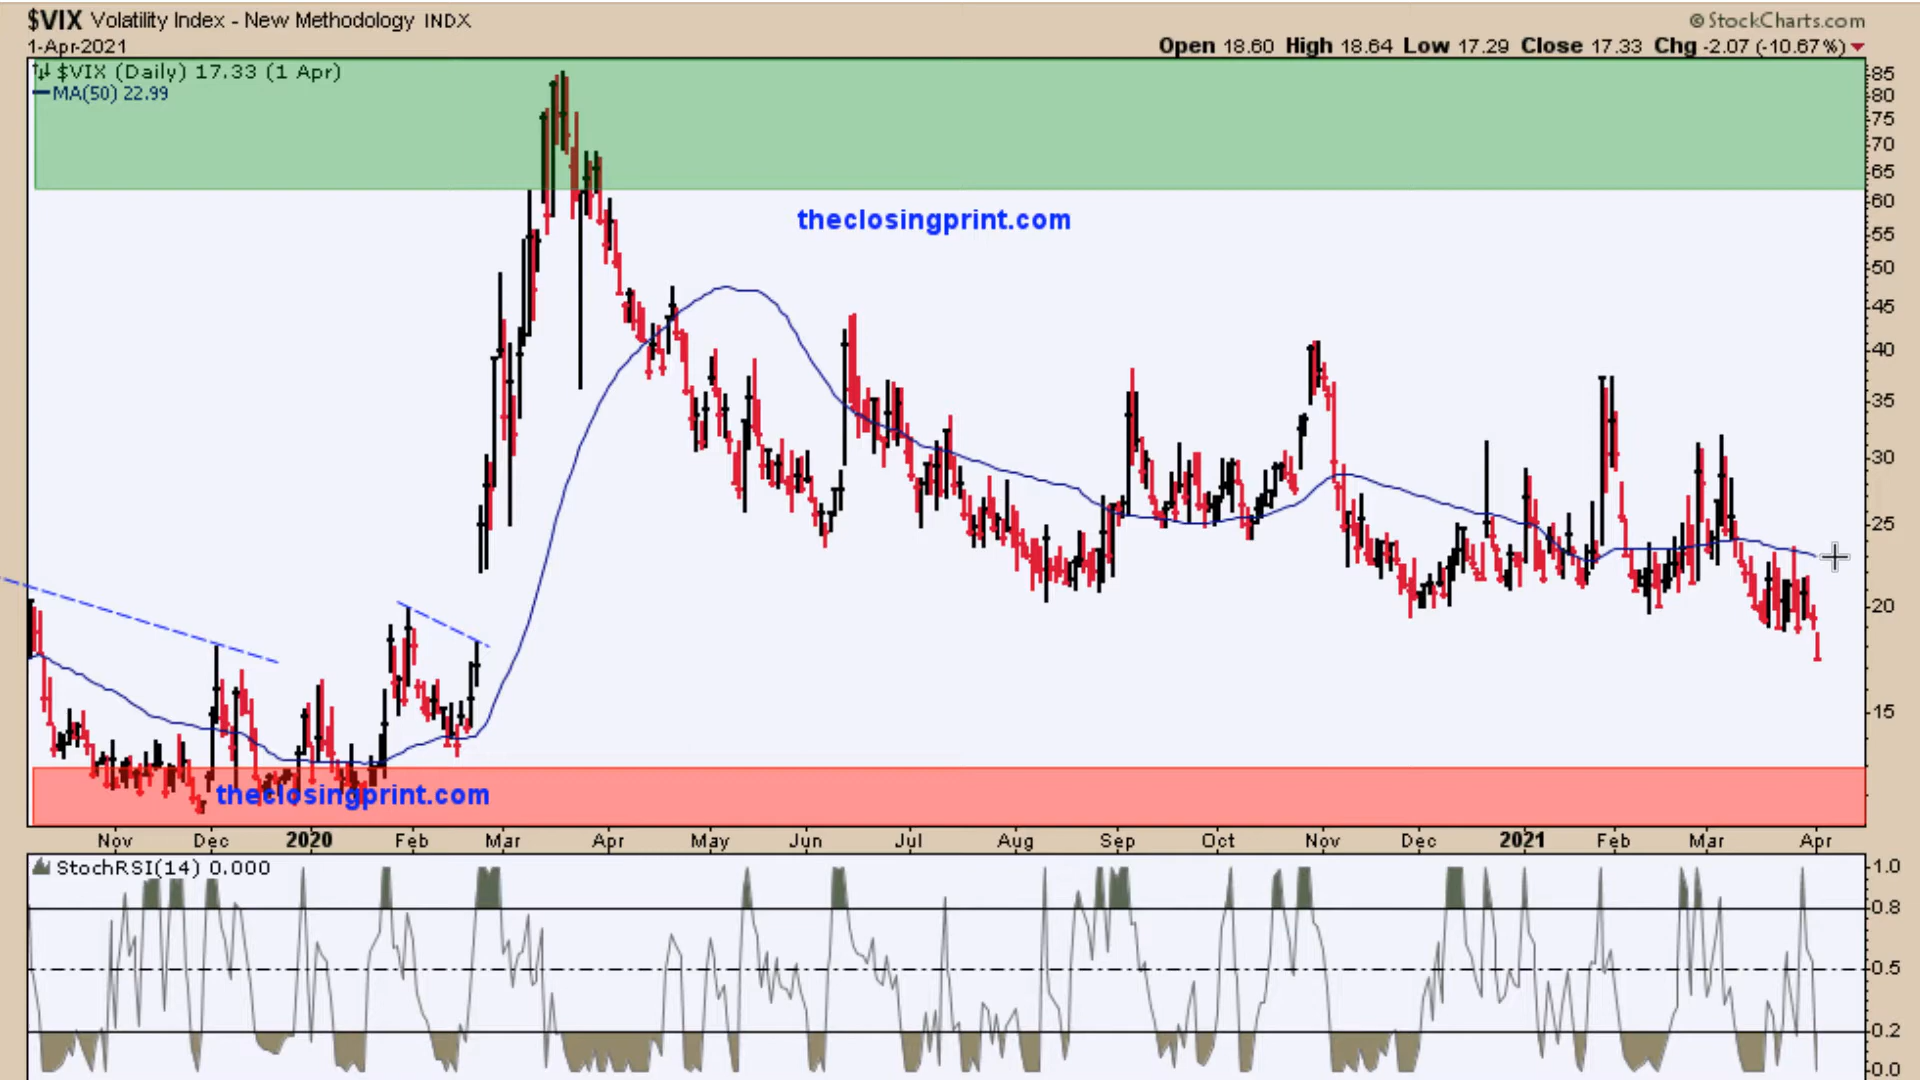 $VIX Volatility Index - New Methodology INDX
© StockCharts.com
1-Apr-2021
Open 18.60 High 18.64 Low 17.29 Close 17.33 Chg -2.07 (-10.67%)
$VIX (Daily) 17.33 (1 Apr)
MA(50) 22.99
85
80
75
70
65
60
55
50
45
40
35
30
25
20
15
theclosingprint.com
theclosingprint.com
Nov Dec 2020 Feb Mar Apr May Jun Jul Aug Sep Oct Nov Dec 2021 Feb Mar Apr
StochRSI(14) 0.000
1.0
0.8
0.5
0.2
0.0